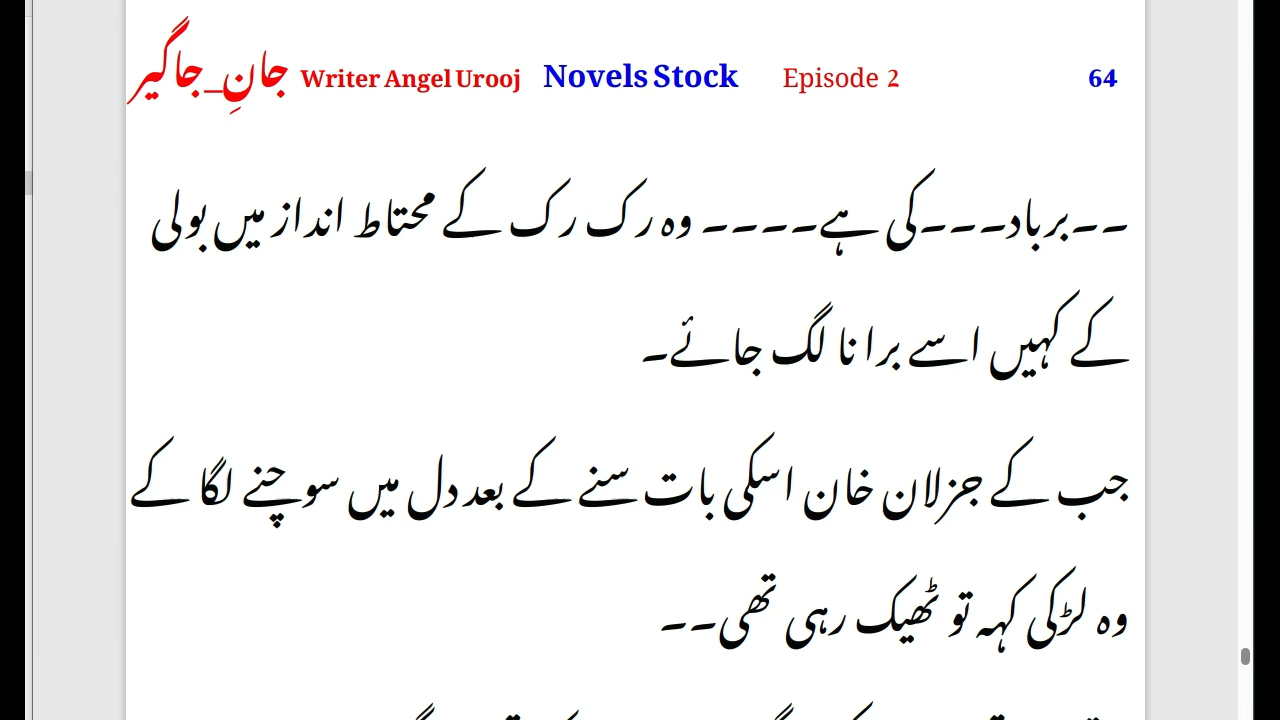 جانِ_جاگیر Writer Angel Urooj Novels Stock Episode 2 64
۔۔برباد۔۔۔کی ہے۔۔۔۔ وہ رک رک کے محتاط انداز میں بولی
کے کہیں اسے برا نا لگ جائے۔
جب کے جزلان خان اسکی بات سنے کے بعد دل میں سوچنے لگا کے
وہ لڑکی کہہ تو ٹھیک رہی تھی۔۔